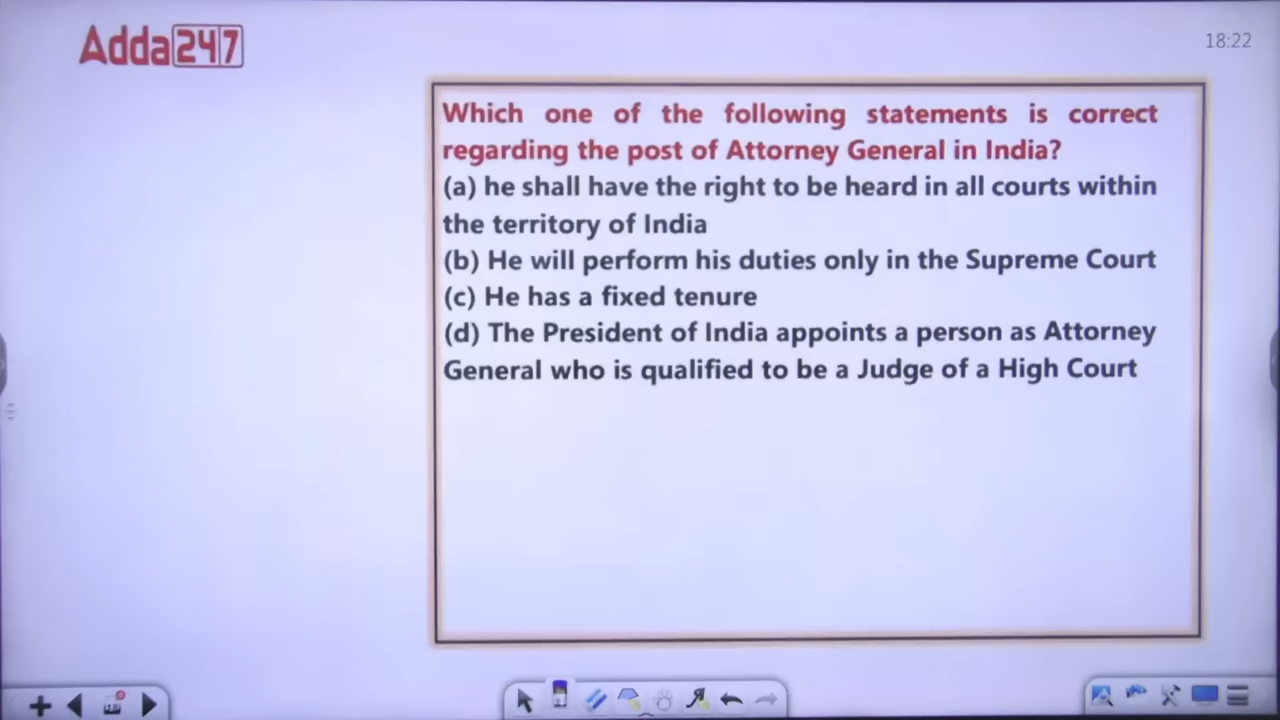 Adda247
18:22
Which one of the following statements is correct
regarding the post of Attorney General in India?
(a) he shall have the right to be heard in all courts within
the territory of India
(b) He will perform his duties only in the Supreme Court
(c) He has a fixed tenure
(d) The President of India appoints a person as Attorney
General who is qualified to be a Judge of a High Court